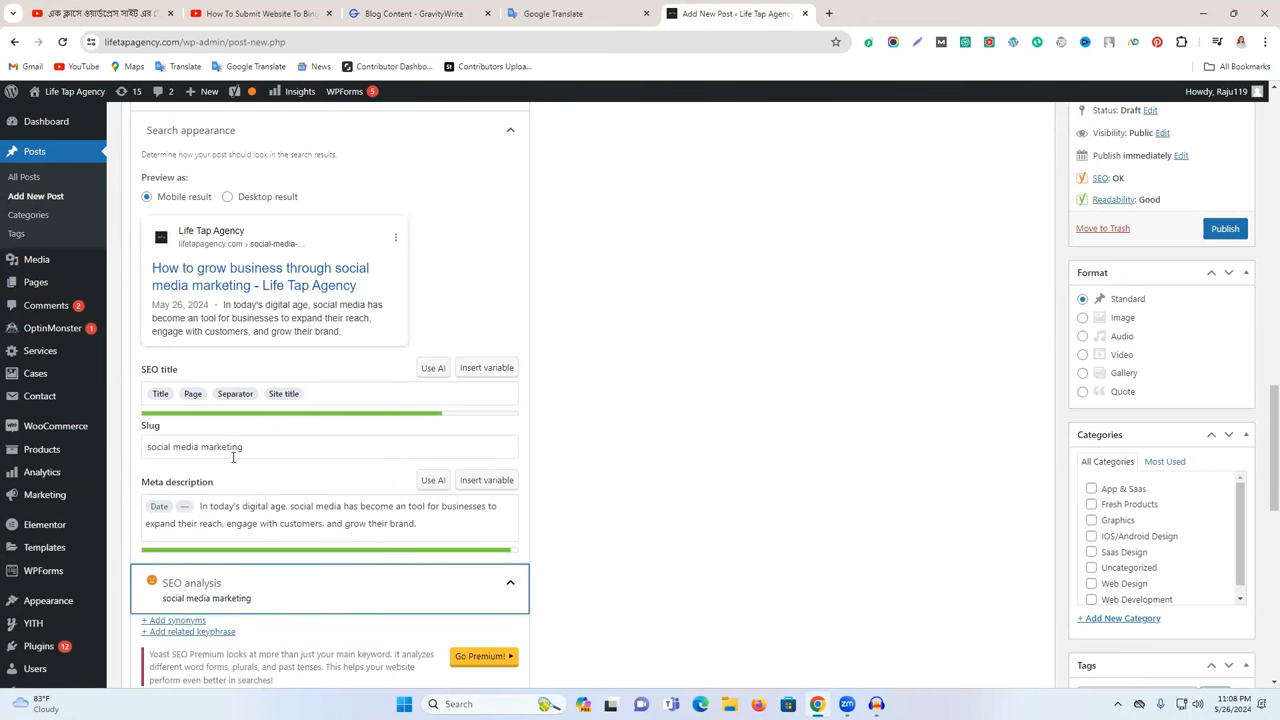 এক ক্লাসে ওয়ার্ডপ্রেস সাইট এর (
How To Submit Website To Bing
Blog Content - GravityWrite
Google Translate
Add New Post ‹ Life Tap Agency
lifetapagency.com/wp-admin/post-new.php
Gmail
YouTube
Maps
Translate
Google Translate
News
Contributor Dashbo...
Contributors Uploa...
All Bookmarks
Life Tap Agency
15
2
New
Insights
WPForms
5
Howdy, Raju119
Dashboard
Posts
All Posts
Add New Post
Categories
Tags
Media
Pages
Comments 2
OptinMonster 1
Services
Cases
Contact
WooCommerce
Products
Analytics
Marketing
Elementor
Templates
WPForms
Appearance
YITH
Plugins 12
Users
Search appearance
Determine how your post should look in the search results.
Preview as:
Mobile result
Desktop result
Life Tap Agency
lifetapagency.com › social-media-...
How to grow business through social
media marketing - Life Tap Agency
May 26, 2024 - In today's digital age, social media has
become an tool for businesses to expand their reach,
engage with customers, and grow their brand.
SEO title
Use AI
Insert variable
Title
Page
Separator
Site title
Slug
social media marketing
Meta description
Use AI
Insert variable
Date — In today's digital age, social media has become an tool for businesses to
expand their reach, engage with customers, and grow their brand.
SEO analysis
social media marketing
+ Add synonyms
+ Add related keyphrase
Yoast SEO Premium looks at more than just your main keyword. It analyzes
different word forms, plurals, and past tenses. This helps your website
perform even better in searches!
Go Premium!
Status: Draft Edit
Visibility: Public Edit
Publish immediately Edit
SEO: OK
Readability: Good
Move to Trash
Publish
Format
Standard
Image
Audio
Video
Gallery
Quote
Categories
All Categories
Most Used
App & Saas
Fresh Products
Graphics
IOS/Android Design
Saas Design
Uncategorized
Web Design
Web Development
+ Add New Category
Tags
83°F
Cloudy
Search
11:08 PM
5/26/2024